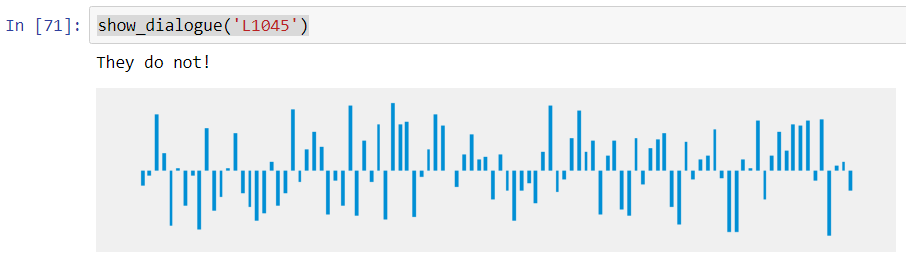 In [71]: show_dialogue('L1045')
They do not!